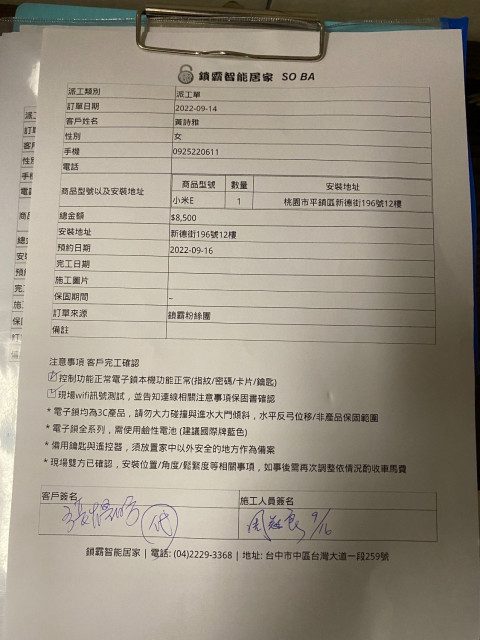 鎖霸智能居家 SO BA
派工類別 派工單
訂單日期 2022-09-14
客戶姓名 黃詩雅
性別 女
手機 0925220611
電話
商品型號以及安裝地址 商品型號 數量 安裝地址
小米E 1 桃園市平鎮區新德街196號12樓
總金額 $8,500
安裝地址 新德街196號12樓
預約日期 2022-09-16
完工日期
施工圖片
保固期間 –
訂單來源 鎖霸粉絲團
備註
注意事項 客戶完工確認
控制功能正常電子鎖本機功能正常(指紋/密碼/卡片/鑰匙)
現場wifi訊號測試，並告知連線相關注意事項保固書確認
* 電子鎖均為3C產品，請勿大力碰撞與進水大門傾斜，水平反弓位移/非產品保固範圍
* 電子鎖全系列，需使用鹼性電池 (建議國際牌藍色)
* 備用鑰匙與遙控器，須放置家中以外安全的地方作為備案
* 現場雙方已確認，安裝位置/角度/鬆緊度等相關事項，如事後需再次調整依情況酌收車馬費
客戶簽名 施工人員簽名
代 9/16
鎖霸智能居家 | 電話: (04)2229-3368 | 地址: 台中市中區台灣大道一段259號